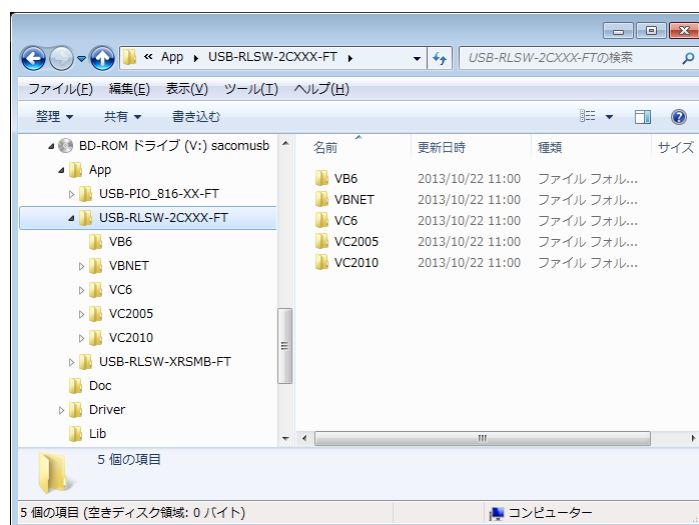 « App › USB-RLSW-2CXXX-FT ›
USB-RLSW-2CXXX-FTの検索
ファイル(F) 編集(E) 表示(V) ツール(T) ヘルプ(H)
整理 共有 書き込む
BD-ROM ドライブ (V:) sacomusb
App
USB-PIO_816-XX-FT
USB-RLSW-2CXXX-FT
VB6
VBNET
VC6
VC2005
VC2010
USB-RLSW-XRSMB-FT
Doc
Driver
Lib
名前 更新日時 種類 サイズ
VB6 2013/10/22 11:00 ファイル フォル...
VBNET 2013/10/22 11:00 ファイル フォル...
VC6 2013/10/22 11:00 ファイル フォル...
VC2005 2013/10/22 11:00 ファイル フォル...
VC2010 2013/10/22 11:00 ファイル フォル...
5 個の項目
5 個の項目 (空きディスク領域: 0 バイト) コンピューター